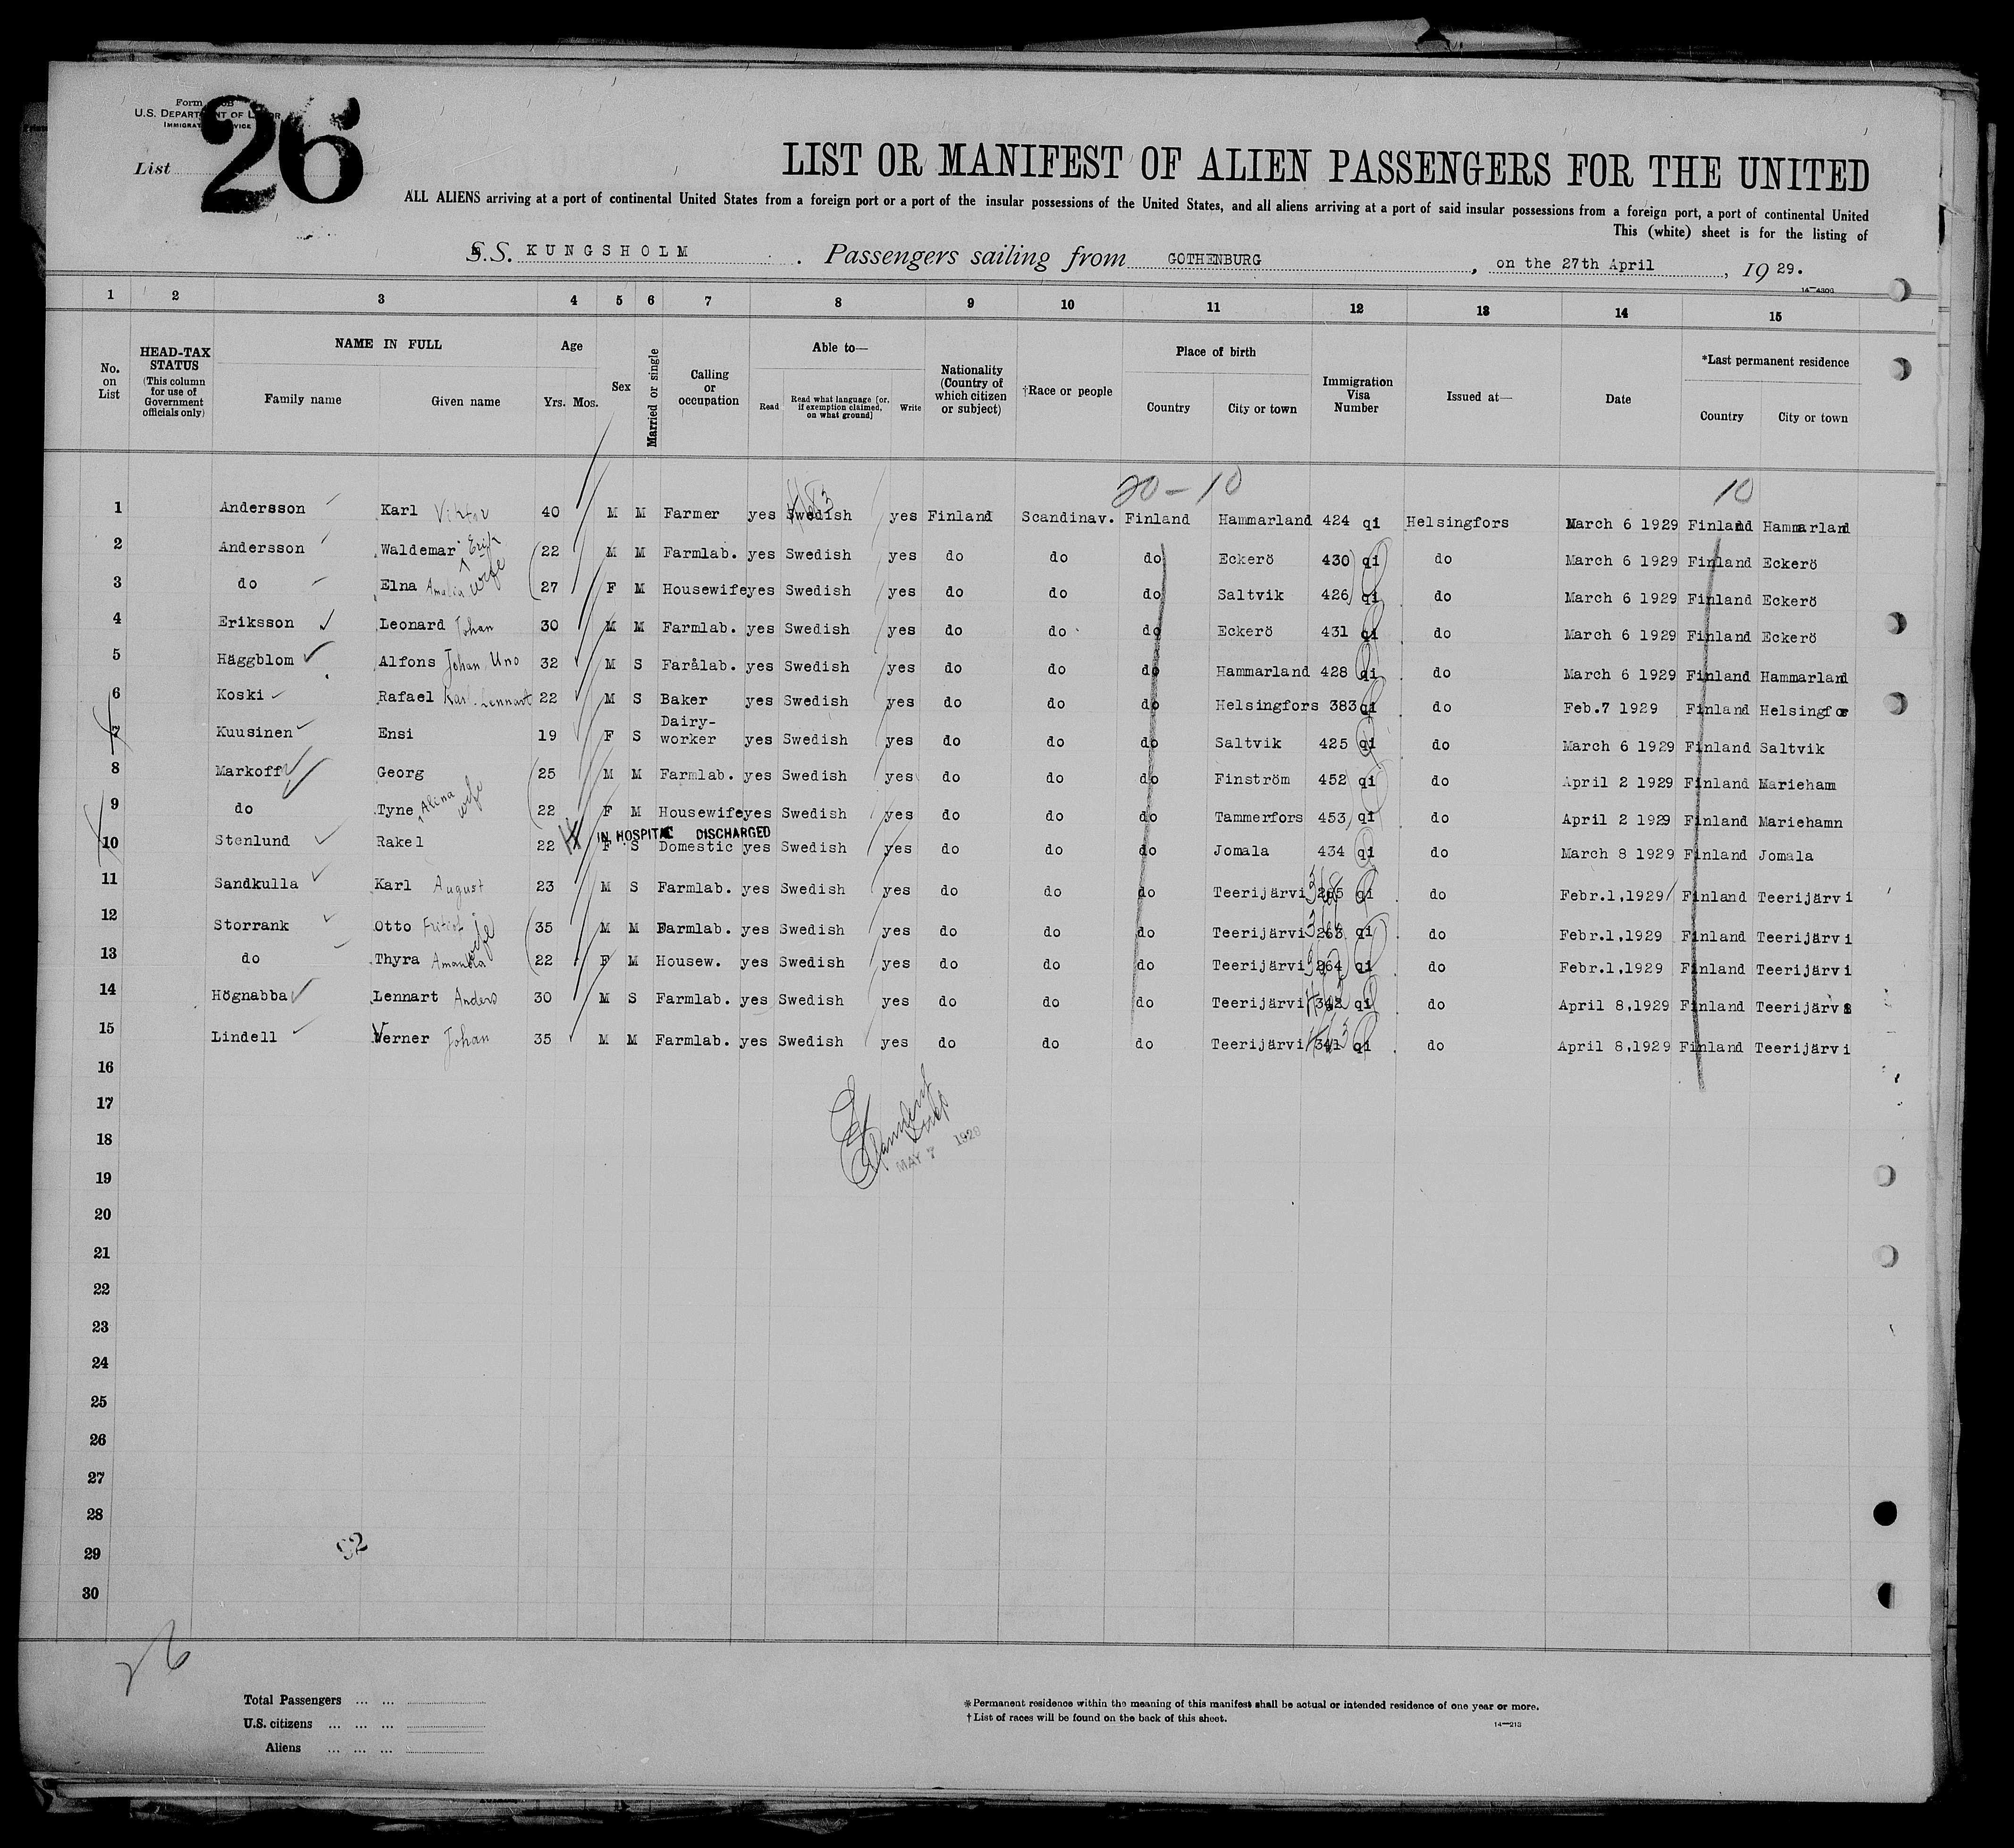 Form
U.S. DEPARTMENT OF LABOR
IMMIGRATION SERVICE
List 26
LIST OR MANIFEST OF ALIEN PASSENGERS FOR THE UNITED
ALL ALIENS arriving at a port of continental United States from a foreign port or a port of the insular possessions of the United States, and all aliens arriving at a port of said insular possessions from a foreign port, a port of continental United
This (white) sheet is for the listing of
S.S. KUNGSHOLM . Passengers sailing from GOTHENBURG , on the 27th April , 19 29.
1 2 3 4 5 6 7 8 9 10 11 12 13 14 15
No. on List
HEAD-TAX STATUS (This column for use of Government officials only)
NAME IN FULL
Family name Given name
Age
Yrs. Mos.
Sex
Married or single
Calling or occupation
Able to—
Read Read what language [or, if exemption claimed, on what ground] Write
Nationality (Country of which citizen or subject)
†Race or people
Place of birth
Country City or town
Immigration Visa Number
Issued at—
Date
*Last permanent residence
Country City or town
20-10 10
1 Andersson Karl Viktor 40 M M Farmer yes Swedish yes Finland Scandinav. Finland Hammarland 424 qi Helsingfors March 6 1929 Finland Hammarland
2 Andersson Waldemar Erik 22 M M Farmlab. yes Swedish yes do do do Eckerö 430 qi do March 6 1929 Finland Eckerö
3 do Elna Amalia wife 27 F M Housewife yes Swedish yes do do do Saltvik 426 qi do March 6 1929 Finland Eckerö
4 Eriksson Leonard Johan 30 M M Farmlab. yes Swedish yes do do do Eckerö 431 qi do March 6 1929 Finland Eckerö
5 Häggblom Alfons Johan Uno 32 M S Farålab. yes Swedish yes do do do Hammarland 428 qi do March 6 1929 Finland Hammarland
6 Koski Rafael Karl Lennart 22 M S Baker yes Swedish yes do do do Helsingfors 383 qi do Feb.7 1929 Finland Helsingfors
7 Kuusinen Ensi 19 F S Dairy-worker yes Swedish yes do do do Saltvik 425 qi do March 6 1929 Finland Saltvik
8 Markoff Georg 25 M M Farmlab. yes Swedish yes do do do Finström 452 qi do April 2 1929 Finland Marieham
9 do Tyne Alina wife 22 F M Housewife yes Swedish yes do do do Tammerfors 453 qi do April 2 1929 Finland Mariehamn
IN HOSPITAL DISCHARGED
10 Stenlund Rakel 22 F S Domestic yes Swedish yes do do do Jomala 434 qi do March 8 1929 Finland Jomala
11 Sandkulla Karl August 23 M S Farmlab. yes Swedish yes do do do Teerijärvi qi do Febr.1,1929 Finland Teerijärvi
12 Storrank Otto wife 35 M M Farmlab. yes Swedish yes do do do Teerijärvi 263 qi do Febr.1,1929 Finland Teerijärvi
13 do Thyra Amanda 22 F M Housew. yes Swedish yes do do do Teerijärvi 264 qi do Febr.1,1929 Finland Teerijärvi
14 Högnabba Lennart Anders 30 M S Farmlab. yes Swedish yes do do do Teerijärvi 342 qi do April 8,1929 Finland Teerijärvi
15 Lindell Verner Johan 35 M M Farmlab. yes Swedish yes do do do Teerijärvi 341 qi do April 8,1929 Finland Teerijärvi
16
17
18
MAY 7 1929
19
20
21
22
23
24
25
26
27
28
29
30
92
26
Total Passengers ... ...
U.S. citizens ... ... ...
Aliens ... ... ...
*Permanent residence within the meaning of this manifest shall be actual or intended residence of one year or more.
†List of races will be found on the back of this sheet.
14—213